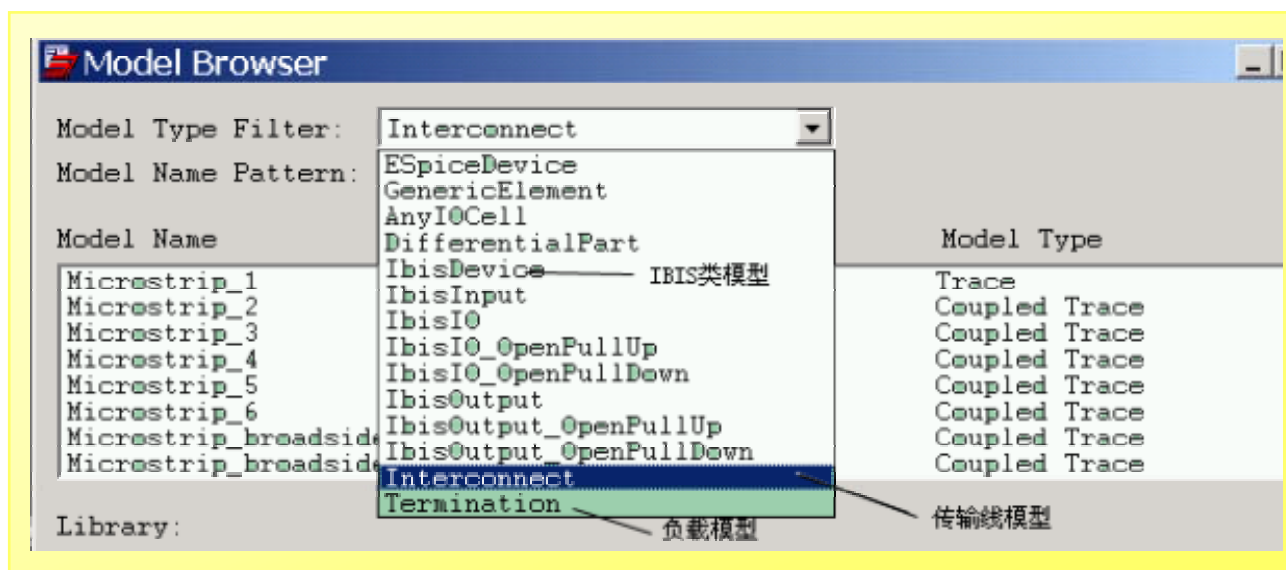 Model Browser
Model Type Filter: Interconnect
Model Name Pattern:
ESpiceDevice
GenericElement
AnyIOCell
DifferentialPart
IbisDevice
IBIS类模型
IbisInput
IbisIO
IbisIO_OpenPullUp
IbisIO_OpenPullDown
IbisOutput
IbisOutput_OpenPullUp
IbisOutput_OpenPullDown
Interconnect
传输线模型
Termination
负载模型
Model Name
Model Type
Microstrip_1
Trace
Microstrip_2
Coupled Trace
Microstrip_3
Coupled Trace
Microstrip_4
Coupled Trace
Microstrip_5
Coupled Trace
Microstrip_6
Coupled Trace
Microstrip_broadside
Coupled Trace
Microstrip_broadside
Coupled Trace
Library: